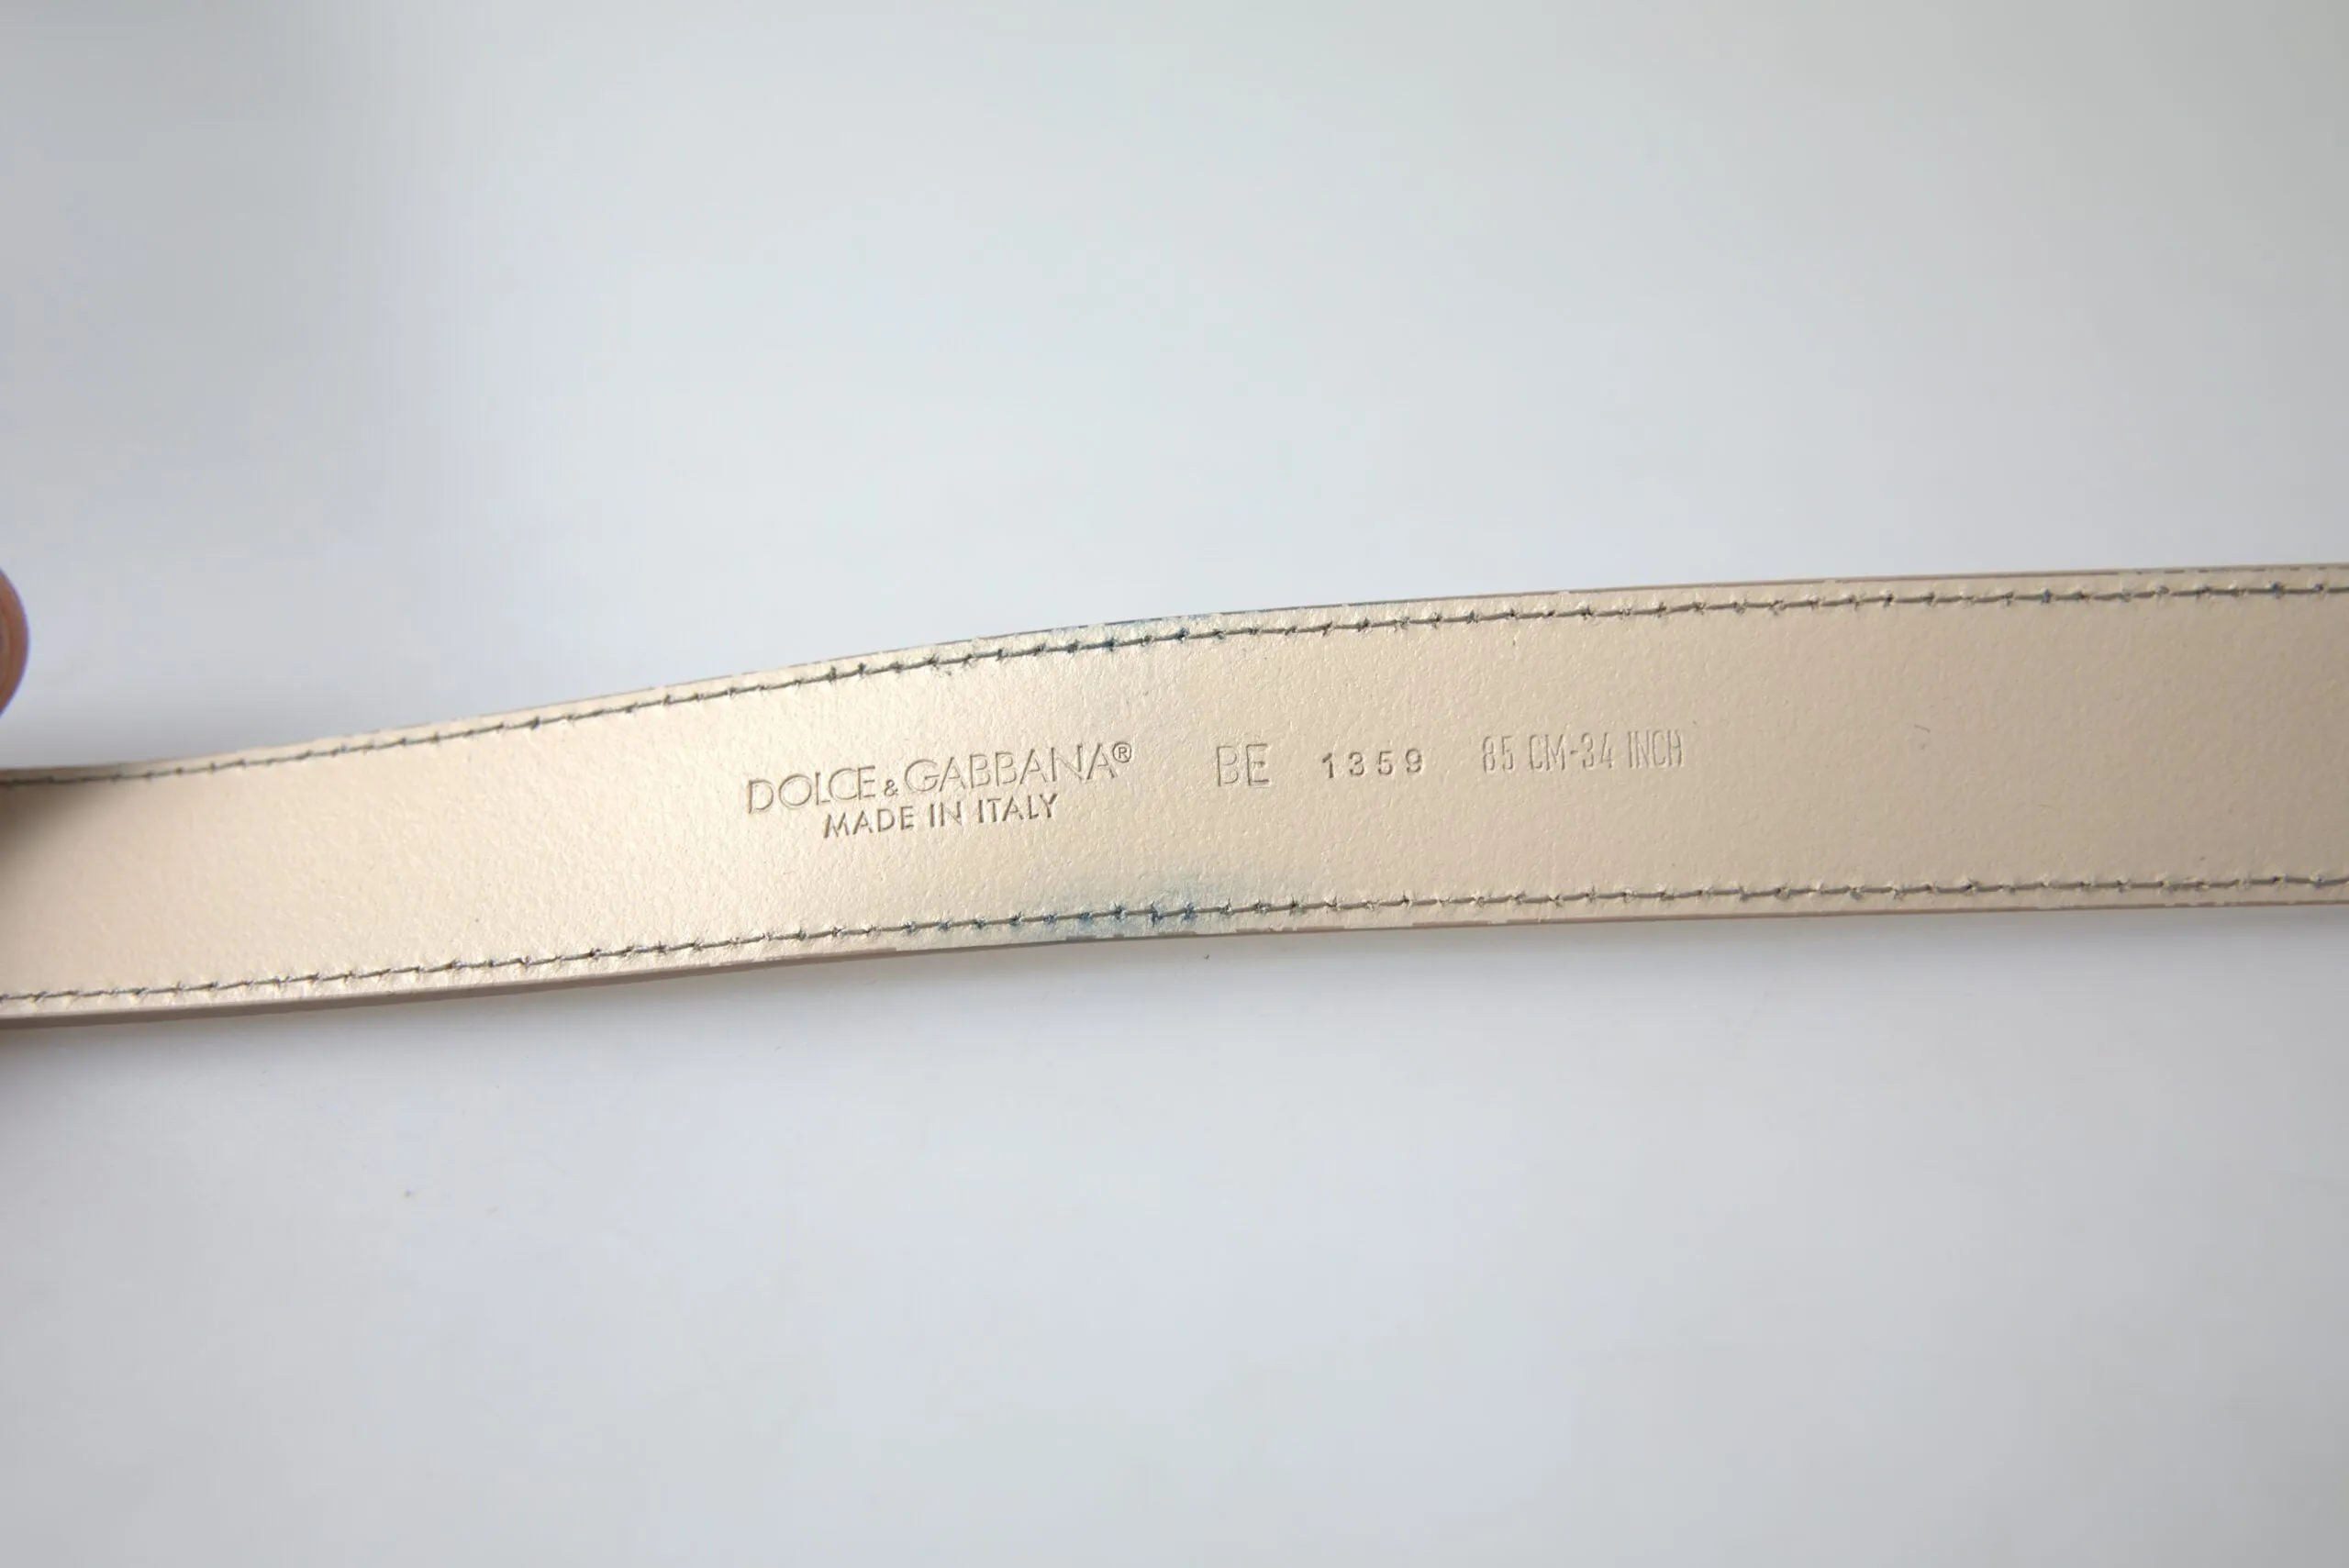 DOLCE & GABBANA® BE 1359 85 CM-34 INCH
MADE IN ITALY